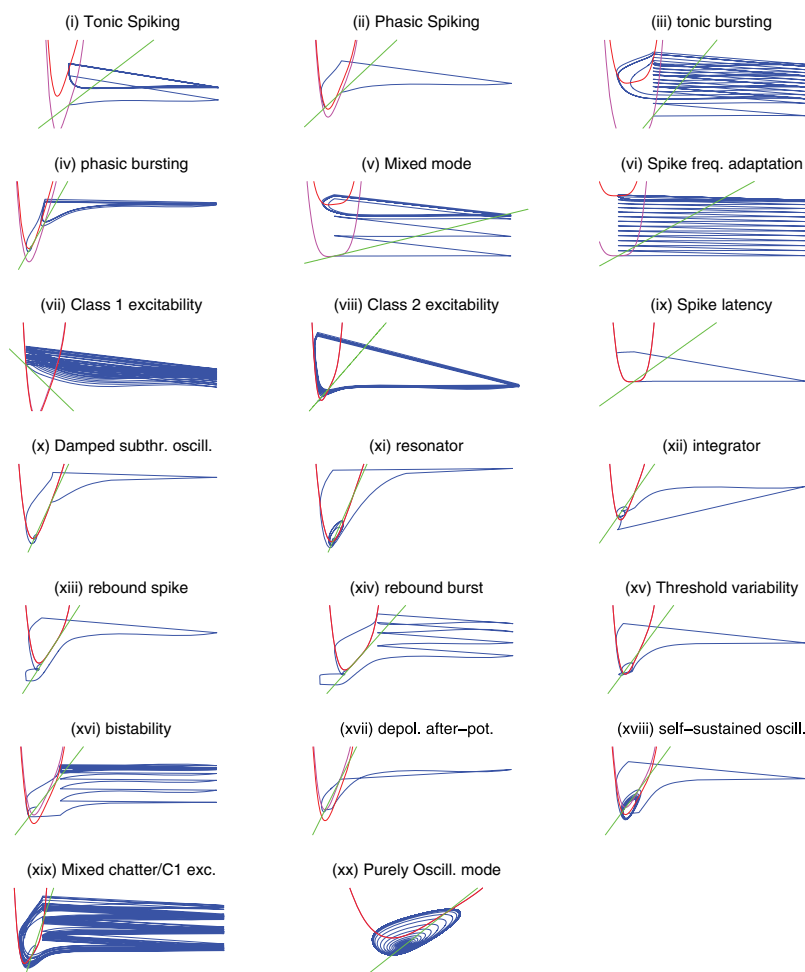 (i) Tonic Spiking
(ii) Phasic Spiking
(iii) tonic bursting
(iv) phasic bursting
(v) Mixed mode
(vi) Spike freq. adaptation
(vii) Class 1 excitability
(viii) Class 2 excitability
(ix) Spike latency
(x) Damped subthr. oscill.
(xi) resonator
(xii) integrator
(xiii) rebound spike
(xiv) rebound burst
(xv) Threshold variability
(xvi) bistability
(xvii) depol. after−pot.
(xviii) self−sustained oscill.
(xix) Mixed chatter/C1 exc.
(xx) Purely Oscill. mode